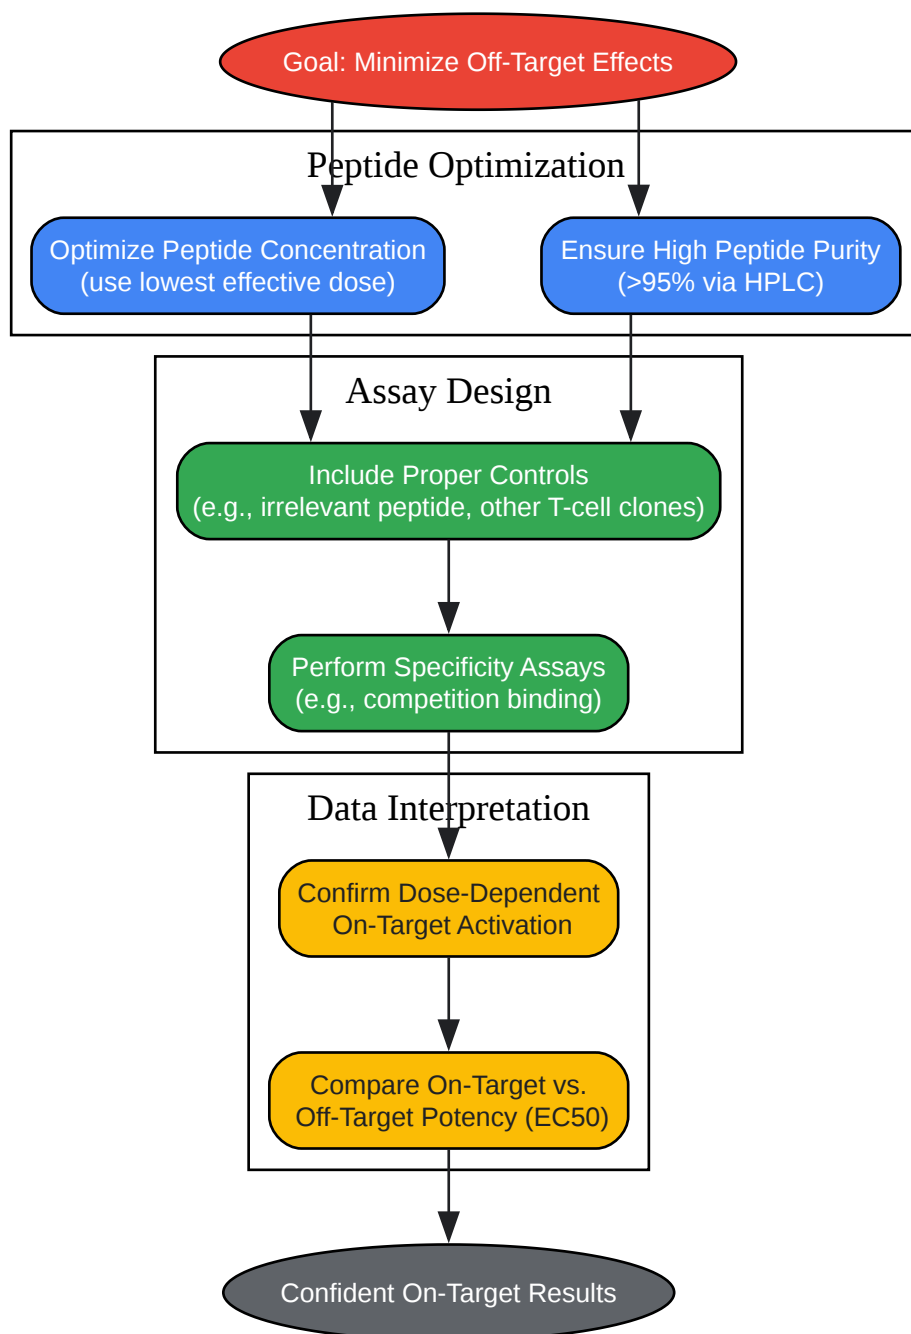 Goal: Minimize Off-Target Effects
Peptide Optimization
Optimize Peptide Concentration
(use lowest effective dose)
Ensure High Peptide Purity
(>95% via HPLC)
Assay Design
Include Proper Controls
(e.g., irrelevant peptide, other T-cell clones)
Perform Specificity Assays
(e.g., competition binding)
Data Interpretation
Confirm Dose-Dependent
On-Target Activation
Compare On-Target vs.
Off-Target Potency (EC50)
Confident On-Target Results